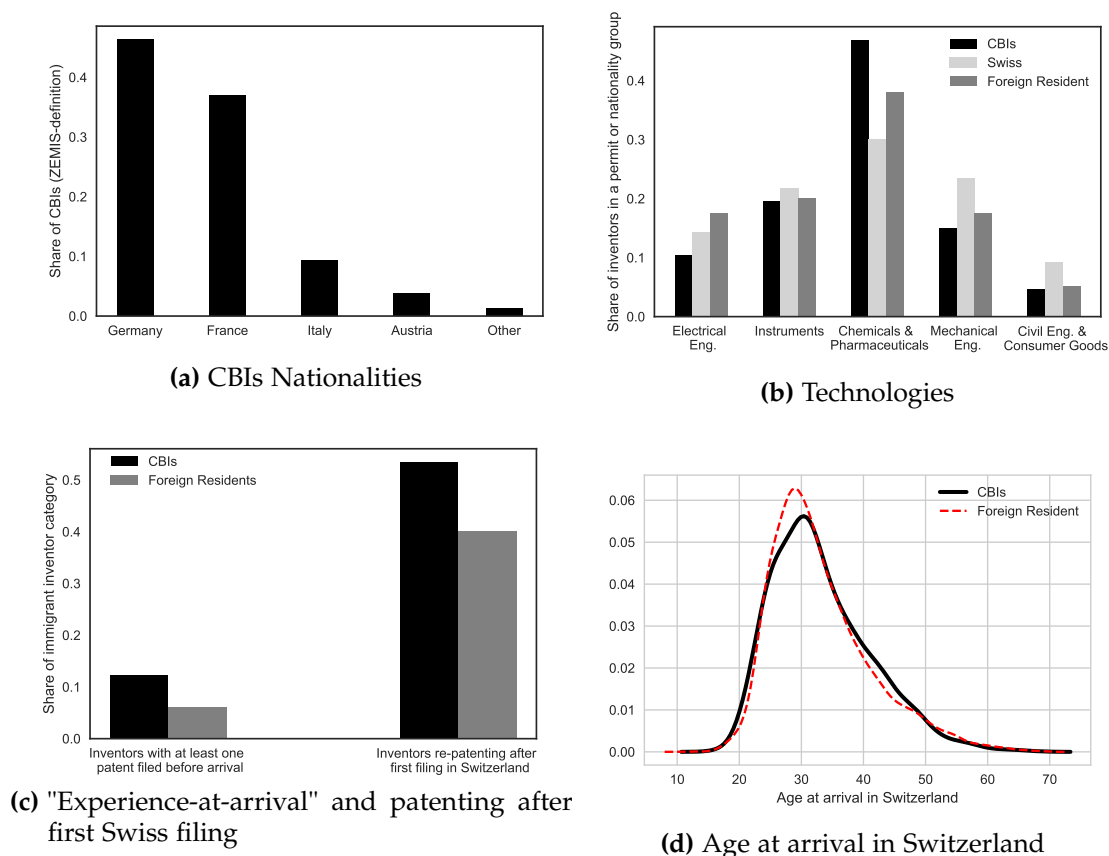 Share of CBIs (ZEMIS-definition)
0.4
0.3
0.2
0.1
0.0
Germany France Italy Austria Other
(a) CBIs Nationalities
Share of inventors in a permit or nationality group
CBIs
Swiss
Foreign Resident
0.4
0.3
0.2
0.1
0.0
Electrical Instruments Chemicals & Mechanical Civil Eng. &
Eng. Pharmaceuticals Eng. Consumer Goods
(b) Technologies
Share of immigrant inventor category
CBIs
Foreign Residents
0.5
0.4
0.3
0.2
0.1
0.0
Inventors with at least one Inventors re-patenting after
patent filed before arrival first filing in Switzerland
(c) "Experience-at-arrival" and patenting after
first Swiss filing
CBIs
Foreign Resident
0.06
0.05
0.04
0.03
0.02
0.01
0.00
10 20 30 40 50 60 70
Age at arrival in Switzerland
(d) Age at arrival in Switzerland